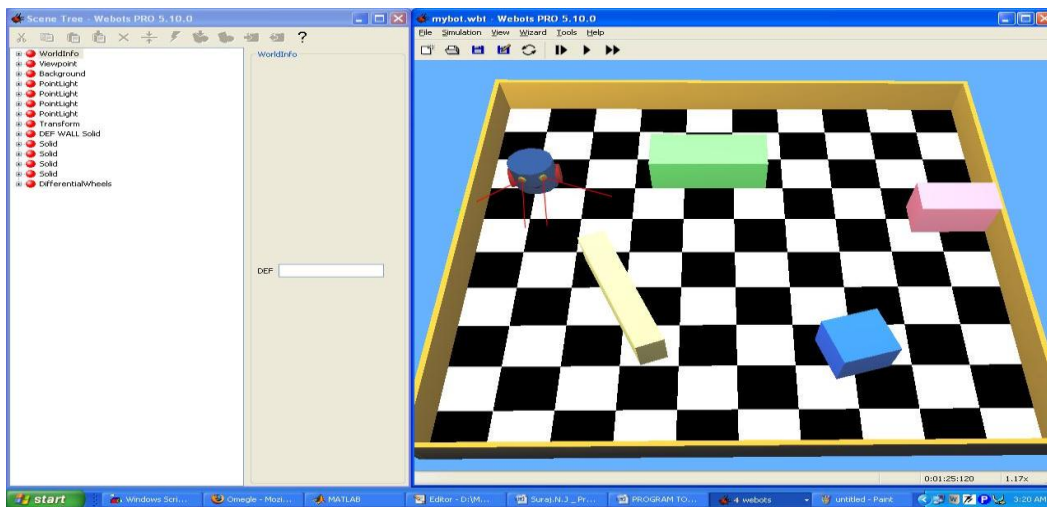 Scene Tree - Webots PRO 5.10.0
?
WorldInfo
Viewpoint
Background
PointLight
PointLight
PointLight
PointLight
Transform
DEF WALL Solid
Solid
Solid
Solid
Solid
DifferentialWheels
WorldInfo
DEF
mybot.wbt - Webots PRO 5.10.0
File Simulation View Wizard Tools Help
0:01:25:120 1.17x
start Windows Scri... Omegle - Mozi... MATLAB Editor - D:\M... Suraj.N.J _ Pr... PROGRAM TO... 4 webots untitled - Paint 3:20 AM